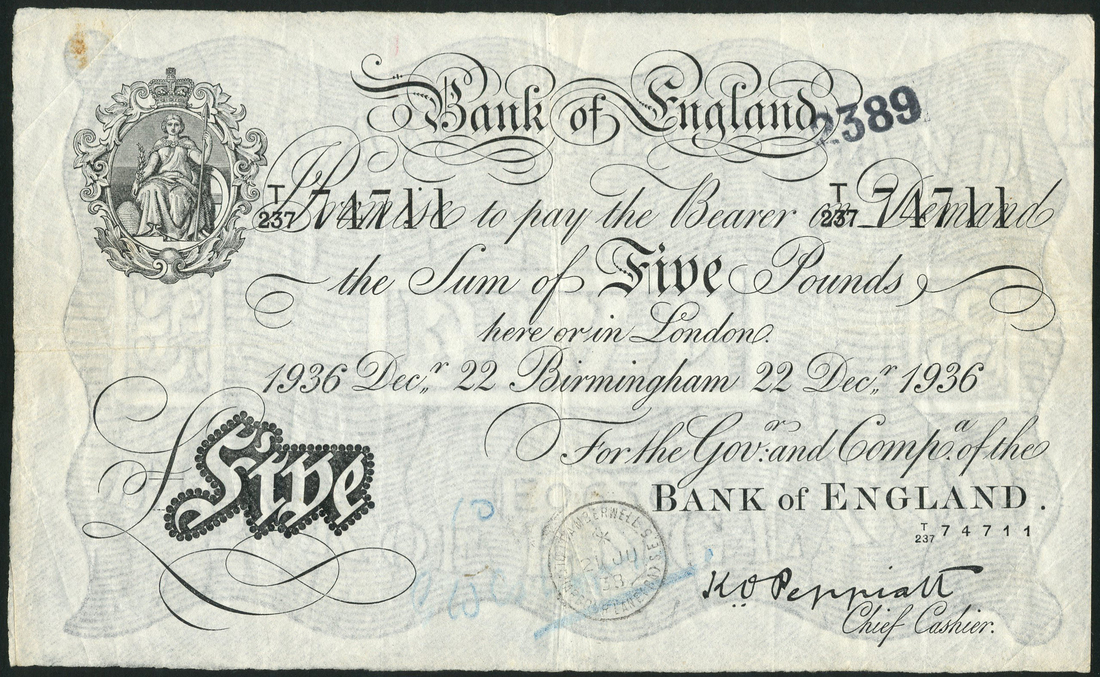 Bank of England
2389
T/237 74711 T/237 74711
I Promise to pay the Bearer on Demand
the Sum of Five Pounds
here or in London.
1936 Decr. 22 Birmingham 22 Decr. 1936
For the Govr. and Compa. of the
BANK of ENGLAND.
T/237 74711
£Five
CAMBERWELL
K O Peppiatt
Chief Cashier.